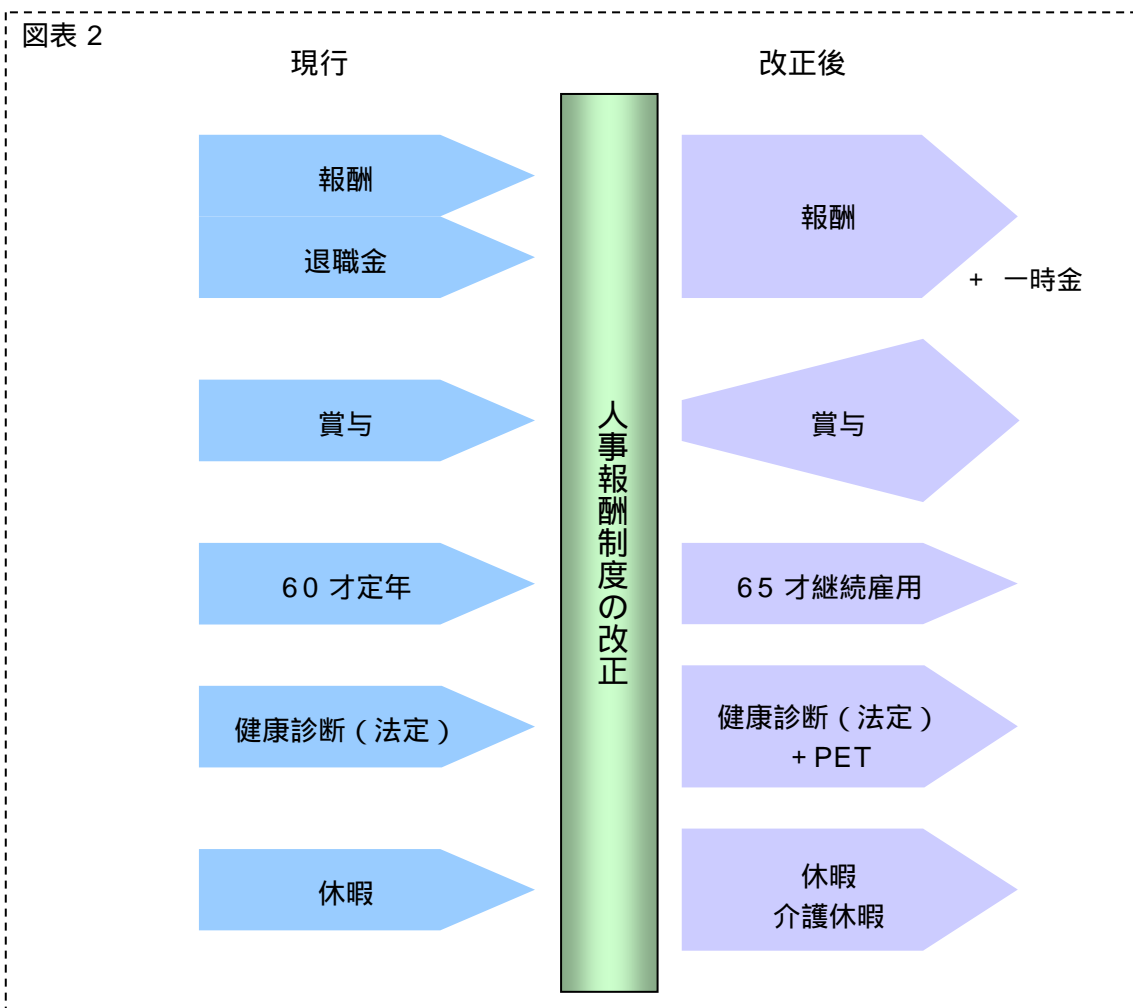 図表 2
現行
改正後
報酬
退職金
報酬
+ 一時金
賞与
賞与
人事報酬制度の改正
60 才定年
65 才継続雇用
健康診断（法定）
健康診断（法定）
+ PET
休暇
休暇
介護休暇